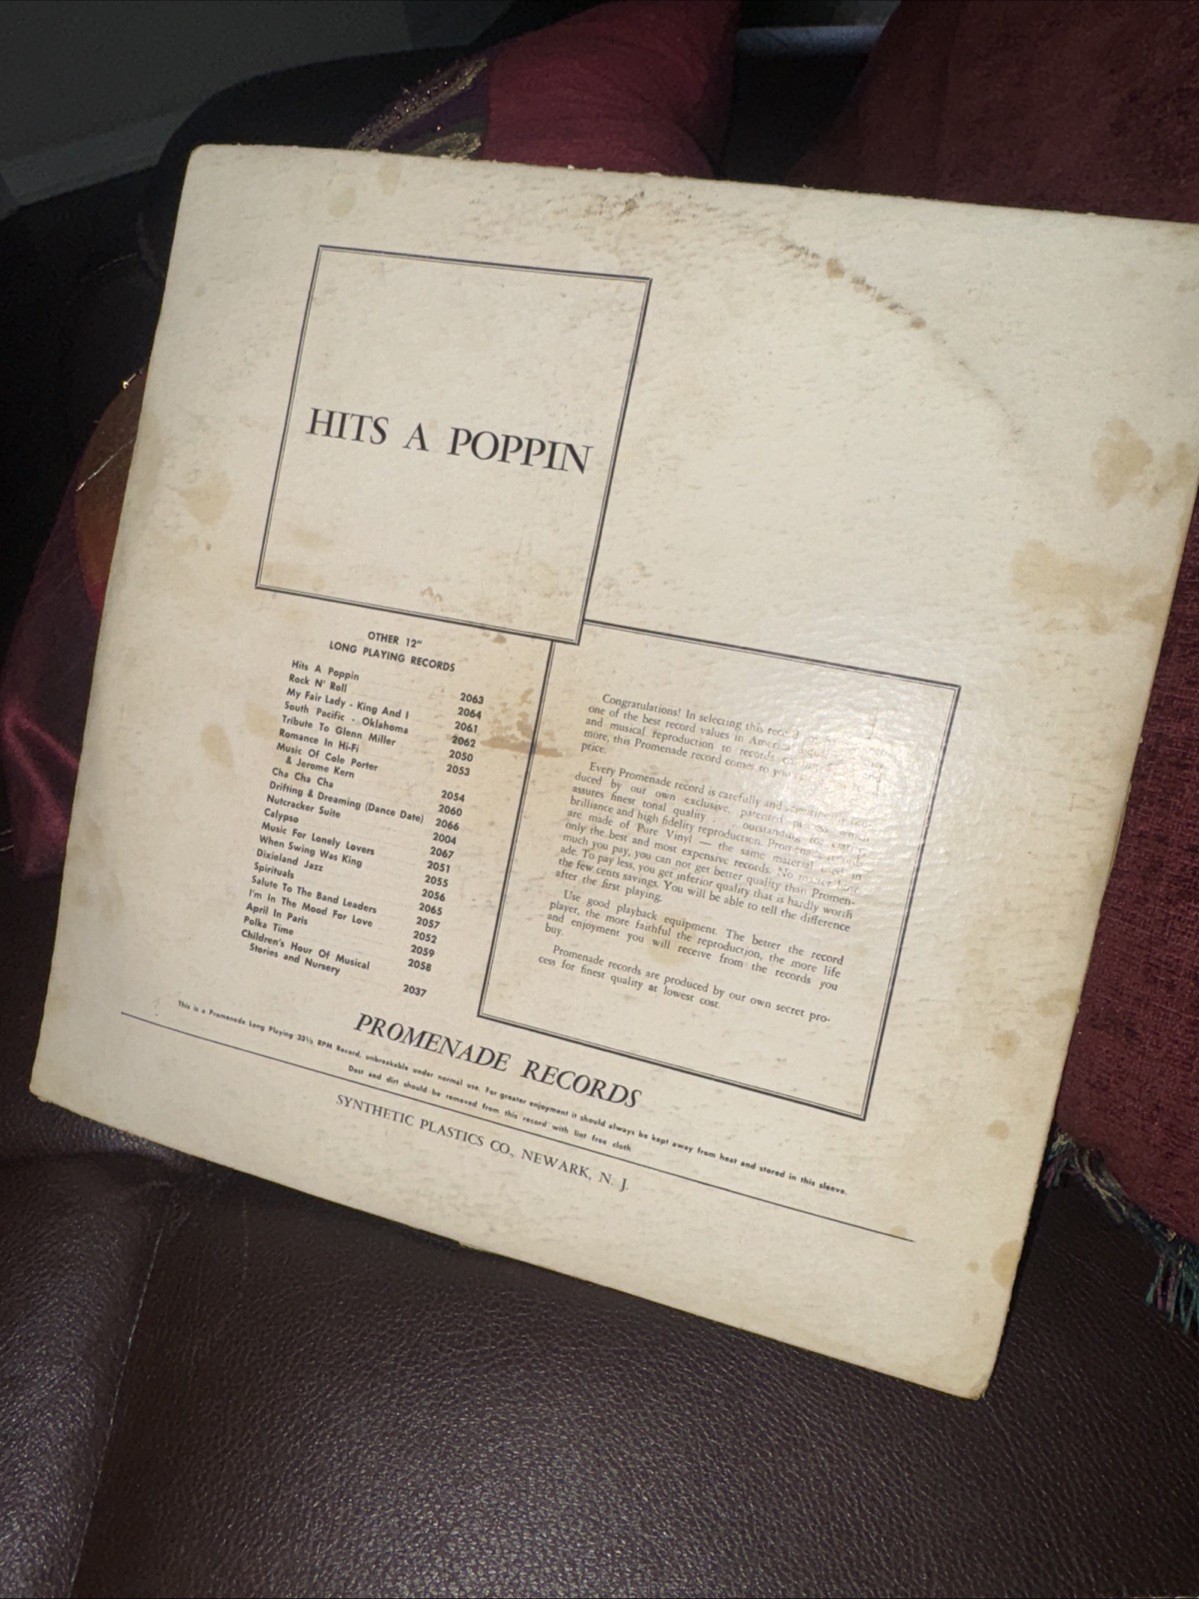 HITS A POPPIN
OTHER 12"
LONG PLAYING RECORDS
Hits A Poppin 2063
Rock N' Roll 2064
My Fair Lady - King And I 2061
South Pacific - Oklahoma 2062
Tribute To Glenn Miller 2050
Romance In Hi-Fi 2053
Music Of Cole Porter
& Jerome Kern 2054
Cha Cha Cha 2060
Drifting & Dreaming (Dance Date) 2066
Nutcracker Suite 2004
Calypso 2067
Music For Lonely Lovers 2051
When Swing Was King 2055
Dixieland Jazz 2056
Spirituals 2065
Salute To The Band Leaders 2057
I'm In The Mood For Love 2052
April In Paris 2059
Polka Time 2058
Children's Hour Of Musical
Stories and Nursery 2037
Congratulations! In selecting this record
one of the best record values in America
and musical reproduction to records
more, this Promenade record comes to you
price.
Every Promenade record is carefully and
duced by our own exclusive, patented process which
assures finest tonal quality ... outstanding for
brilliance and high fidelity reproduction. Promenade records
are made of Pure Vinyl — the same material used in
only the best and most expensive records. No matter how
much you pay, you can not get better quality than Promen-
ade. To pay less, you get inferior quality that is hardly worth
the few cents savings. You will be able to tell the difference
after the first playing.
Use good playback equipment. The better the record
player, the more faithful the reproduction, the more life
and enjoyment you will receive from the records you
buy.
Promenade records are produced by our own secret pro-
cess for finest quality at lowest cost.
PROMENADE RECORDS
This is a Promenade Long Playing 33⅓ RPM Record, unbreakable under normal use. For greater enjoyment it should always be kept away from heat and stored in this sleeve.
Dust and dirt should be removed from this record with lint free cloth
SYNTHETIC PLASTICS CO., NEWARK, N. J.